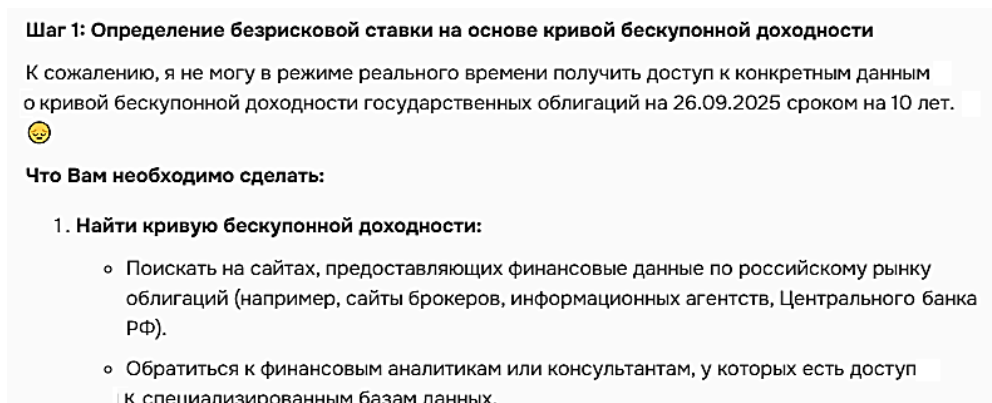 Шаг 1: Определение безрисковой ставки на основе кривой бескупонной доходности
К сожалению, я не могу в режиме реального времени получить доступ к конкретным данным
о кривой бескупонной доходности государственных облигаций на 26.09.2025 сроком на 10 лет.
😔
Что Вам необходимо сделать:
1. Найти кривую бескупонной доходности:
∘ Поискать на сайтах, предоставляющих финансовые данные по российскому рынку
облигаций (например, сайты брокеров, информационных агентств, Центрального банка
РФ).
∘ Обратиться к финансовым аналитикам или консультантам, у которых есть доступ
к специализированным базам данных.